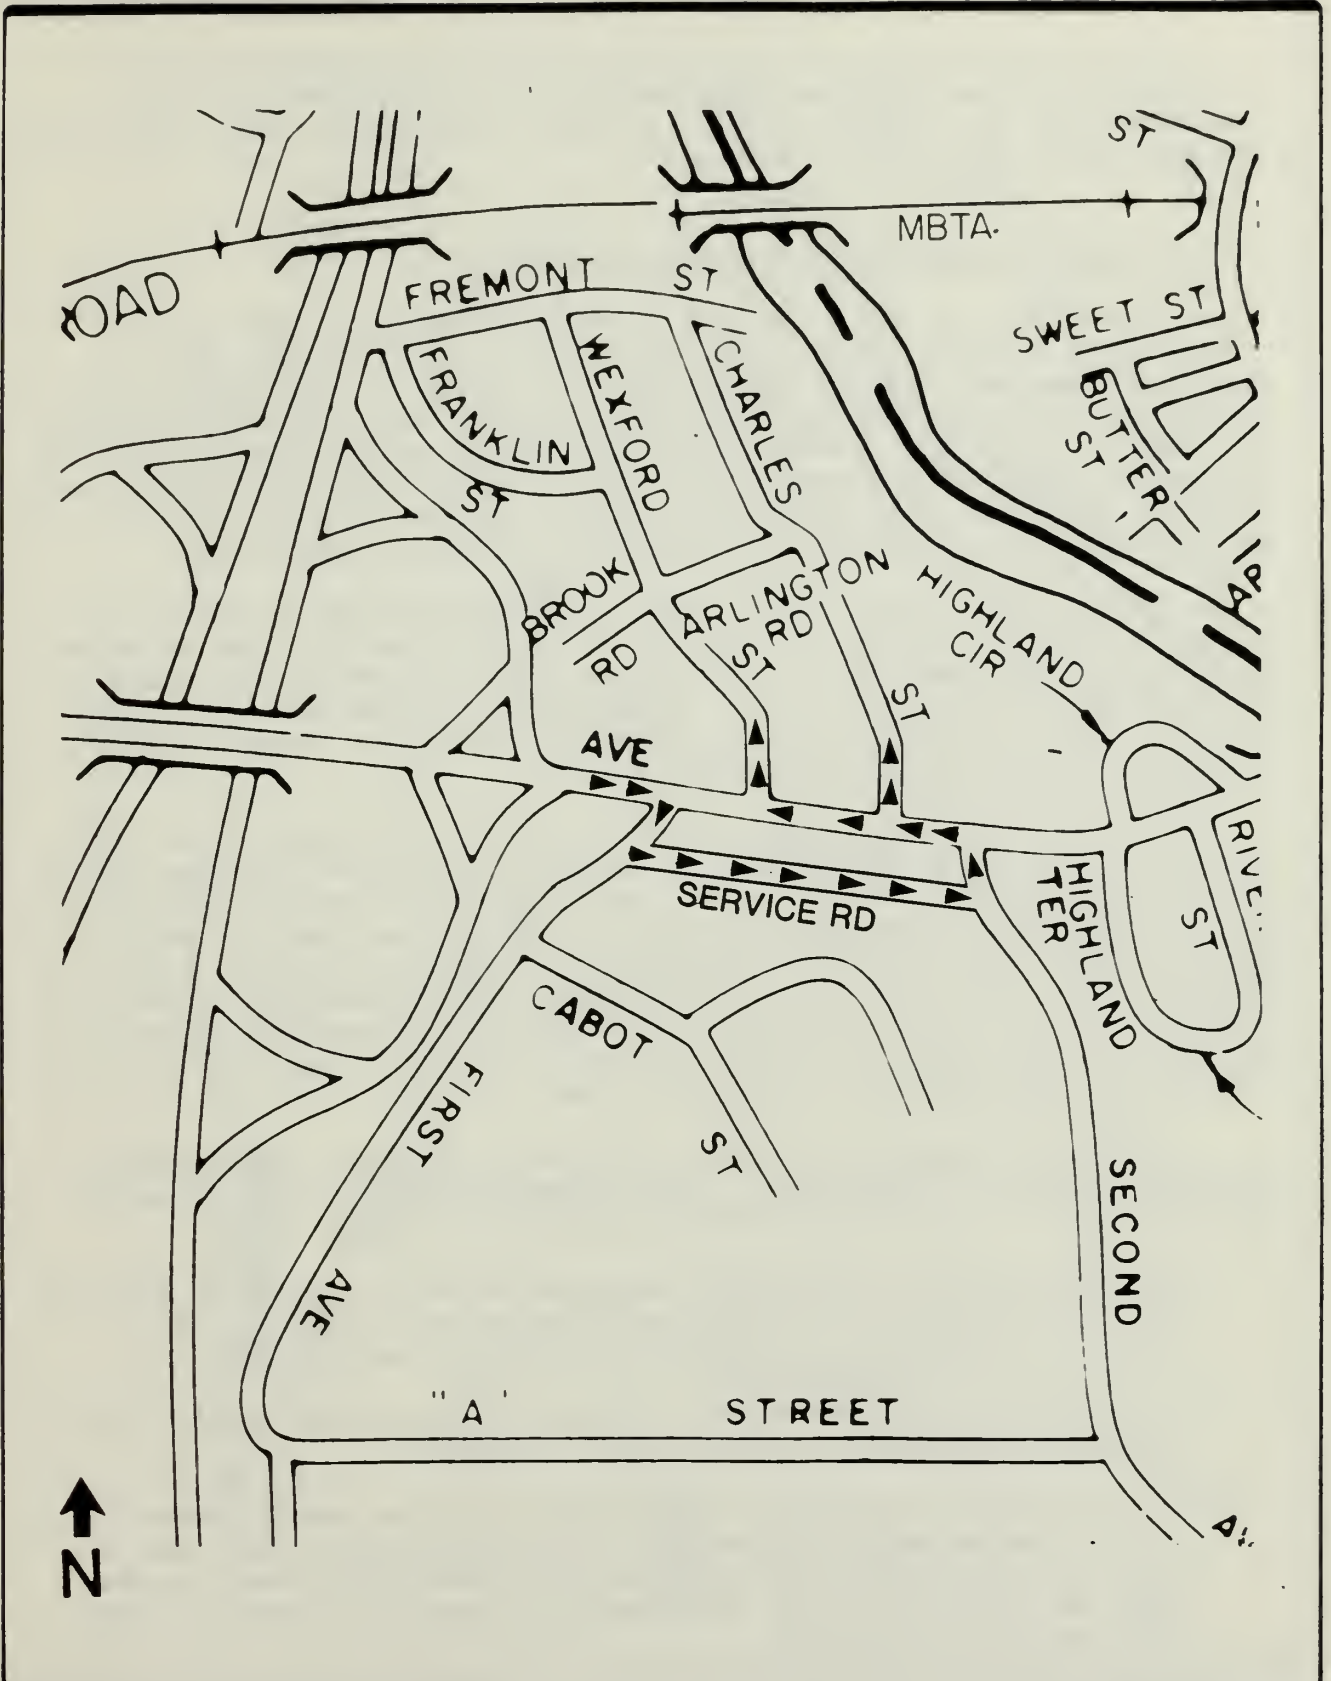 ST
MBTA.
OAD
FREMONT ST
SWEET ST
FRANKLIN
ST
WEXFORD
CHARLES
BUTTER
ST
BROOK
RD
ARLINGTON
RD
ST
HIGHLAND
CIR
ST
AVE
SERVICE RD
HIGHLAND
TER
ST
CABOT
ST
FIRST
AVE
SECOND
"A' STREET
N